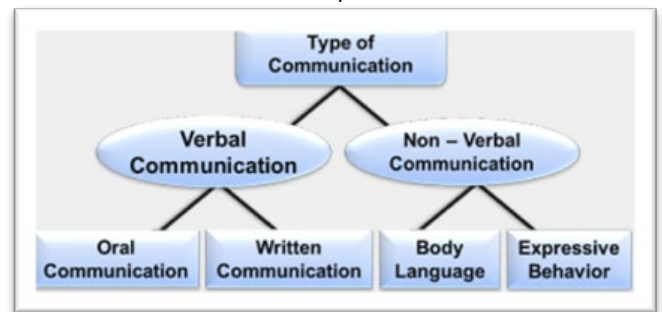 Type of
Communication
Verbal
Communication
Non – Verbal
Communication
Oral
Communication
Written
Communication
Body
Language
Expressive
Behavior